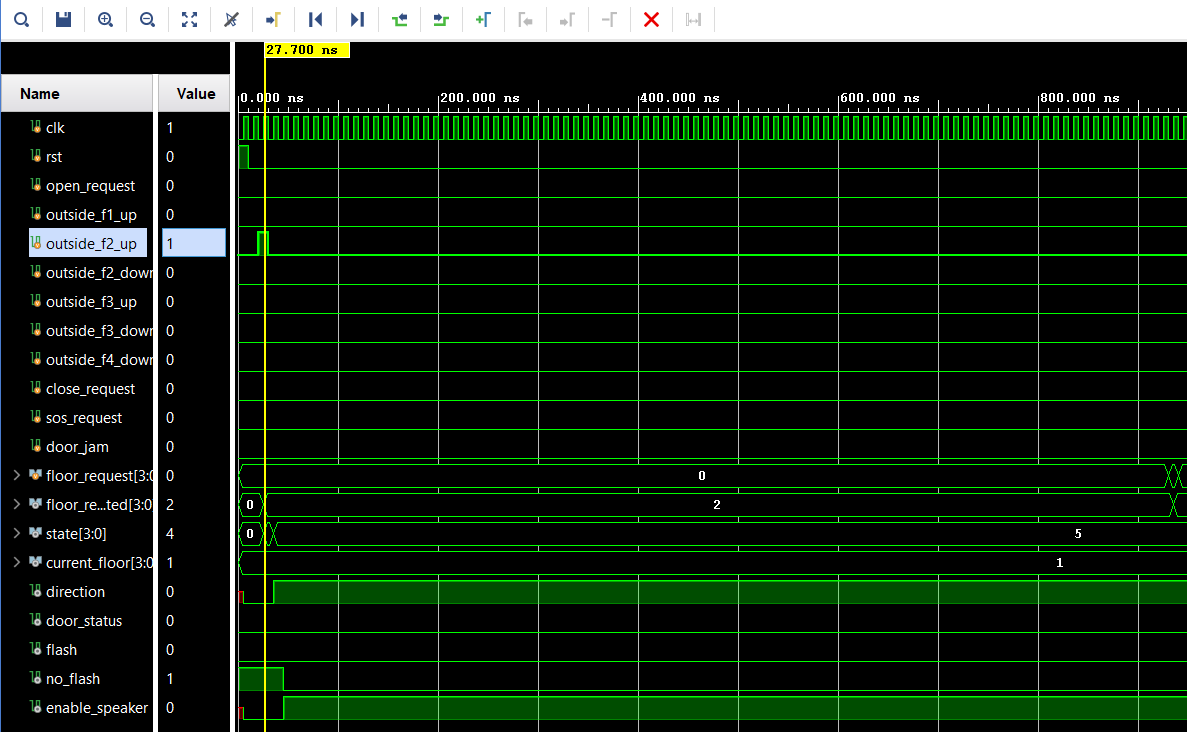 27.700 ns
Name Value 0.000 ns 200.000 ns 400.000 ns 600.000 ns 800.000 ns
clk 1
rst 0
open_request 0
outside_f1_up 0
outside_f2_up 1
outside_f2_down 0
outside_f3_up 0
outside_f3_down 0
outside_f4_down 0
close_request 0
sos_request 0
door_jam 0
floor_request[3:0 0 0
floor_re...ted[3:0 2 0 2
state[3:0] 4 0 5
current_floor[3:0 1 1
direction 0
door_status 0
flash 0
no_flash 1
enable_speaker 0